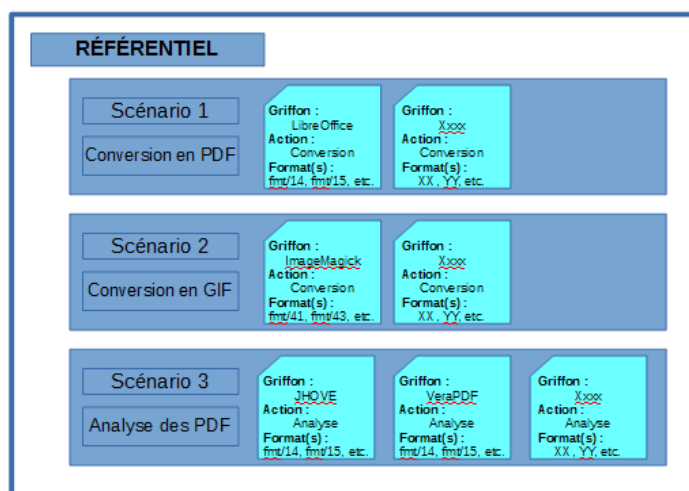 RÉFÉRENTIEL
Scénario 1
Conversion en PDF
Griffon :
LibreOffice
Action :
Conversion
Format(s) :
fmt/14, fmt/15, etc.
Griffon :
Xxxx
Action :
Conversion
Format(s) :
XX , YY, etc.
Scénario 2
Conversion en GIF
Griffon :
ImageMagick
Action :
Conversion
Format(s) :
fmt/41, fmt/43, etc.
Griffon :
Xxxx
Action :
Conversion
Format(s) :
XX , YY, etc.
Scénario 3
Analyse des PDF
Griffon :
JHOVE
Action :
Analyse
Format(s) :
fmt/14, fmt/15, etc.
Griffon :
VeraPDF
Action :
Analyse
Format(s) :
fmt/14, fmt/15, etc.
Griffon :
Xxxx
Action :
Analyse
Format(s) :
XX , YY, etc.